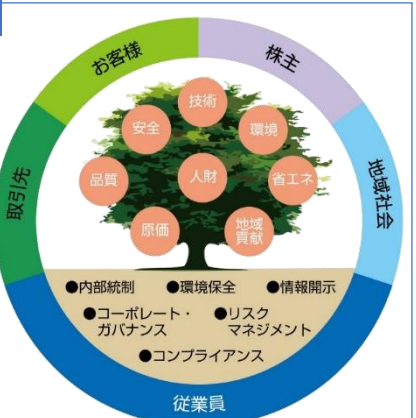 お客様
株主
取引先
地域社会
技術
安全
環境
品質
人財
省エネ
原価
地域
貢献
●内部統制 ●環境保全 ●情報開示
●コーポレート・ ●リスク
ガバナンス マネジメント
●コンプライアンス
従業員